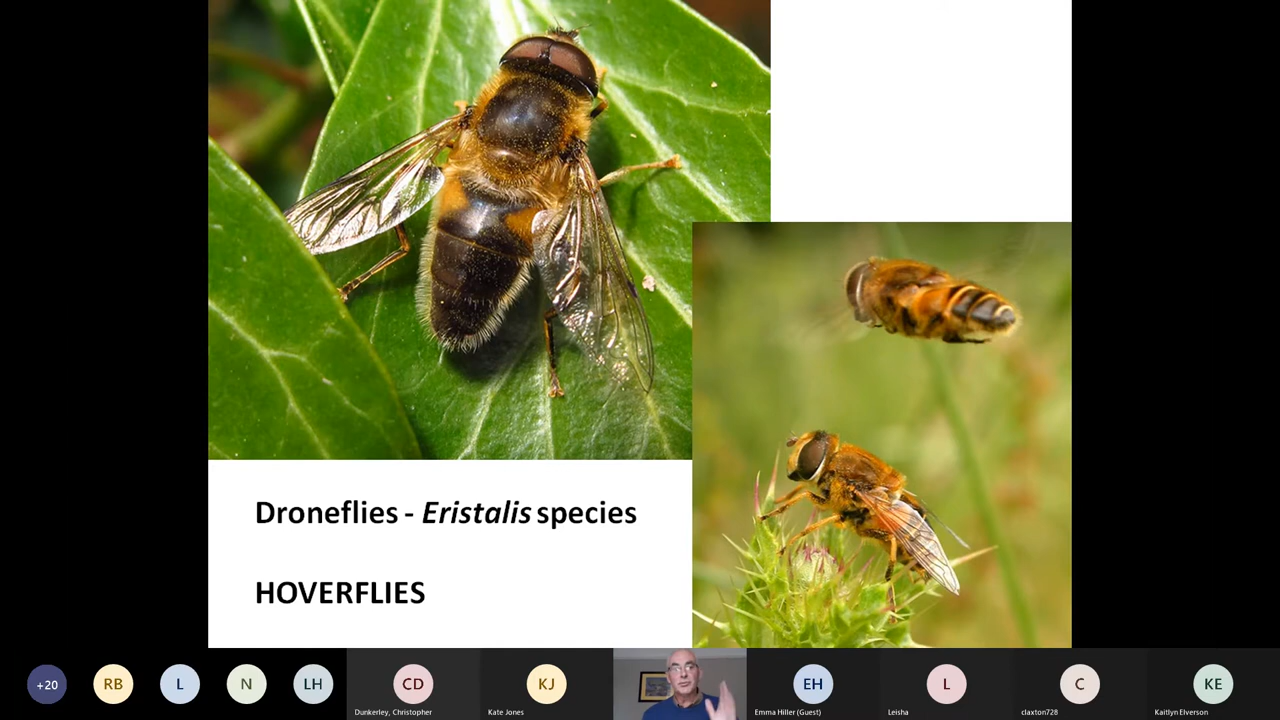 Droneflies - Eristalis species
HOVERFLIES
+20
RB
L
N
LH
CD
Dunkerley, Christopher
KJ
Kate Jones
EH
Emma Hiller (Guest)
L
Leisha
C
claxton728
KE
Kaitlyn Elverson